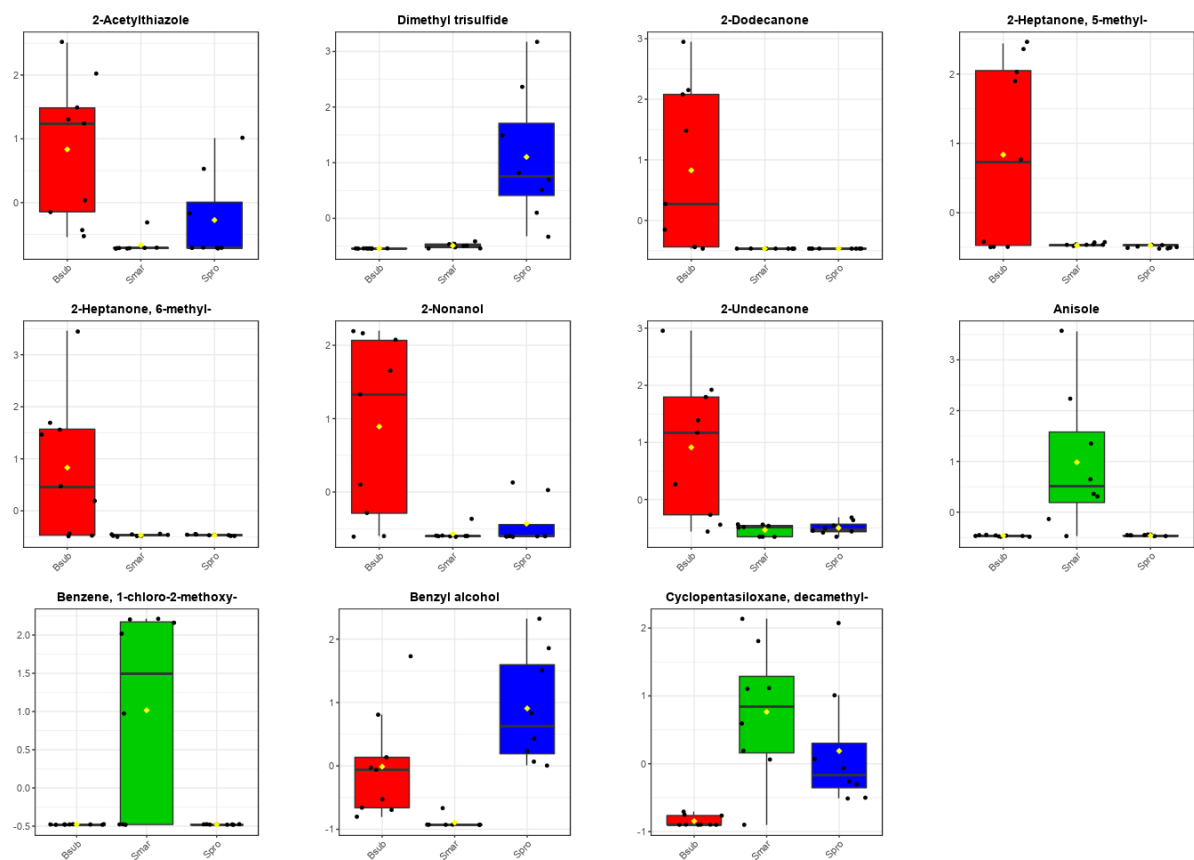 2-Acetylthiazole
2
1
0
Bsub
Smar
Spro
Dimethyl trisulfide
3
2
1
0
Bsub
Smar
Spro
2-Dodecanone
3
2
1
0
Bsub
Smar
Spro
2-Heptanone, 5-methyl-
2
1
0
Bsub
Smar
Spro
2-Heptanone, 6-methyl-
3
2
1
0
Bsub
Smar
Spro
2-Nonanol
2
1
0
Bsub
Smar
Spro
2-Undecanone
3
2
1
0
Bsub
Smar
Spro
Anisole
3
2
1
0
Bsub
Smar
Spro
Benzene, 1-chloro-2-methoxy-
2.0
1.5
1.0
0.5
0.0
-0.5
Bsub
Smar
Spro
Benzyl alcohol
2
1
0
-1
Bsub
Smar
Spro
Cyclopentasiloxane, decamethyl-
2
1
0
-1
Bsub
Smar
Spro